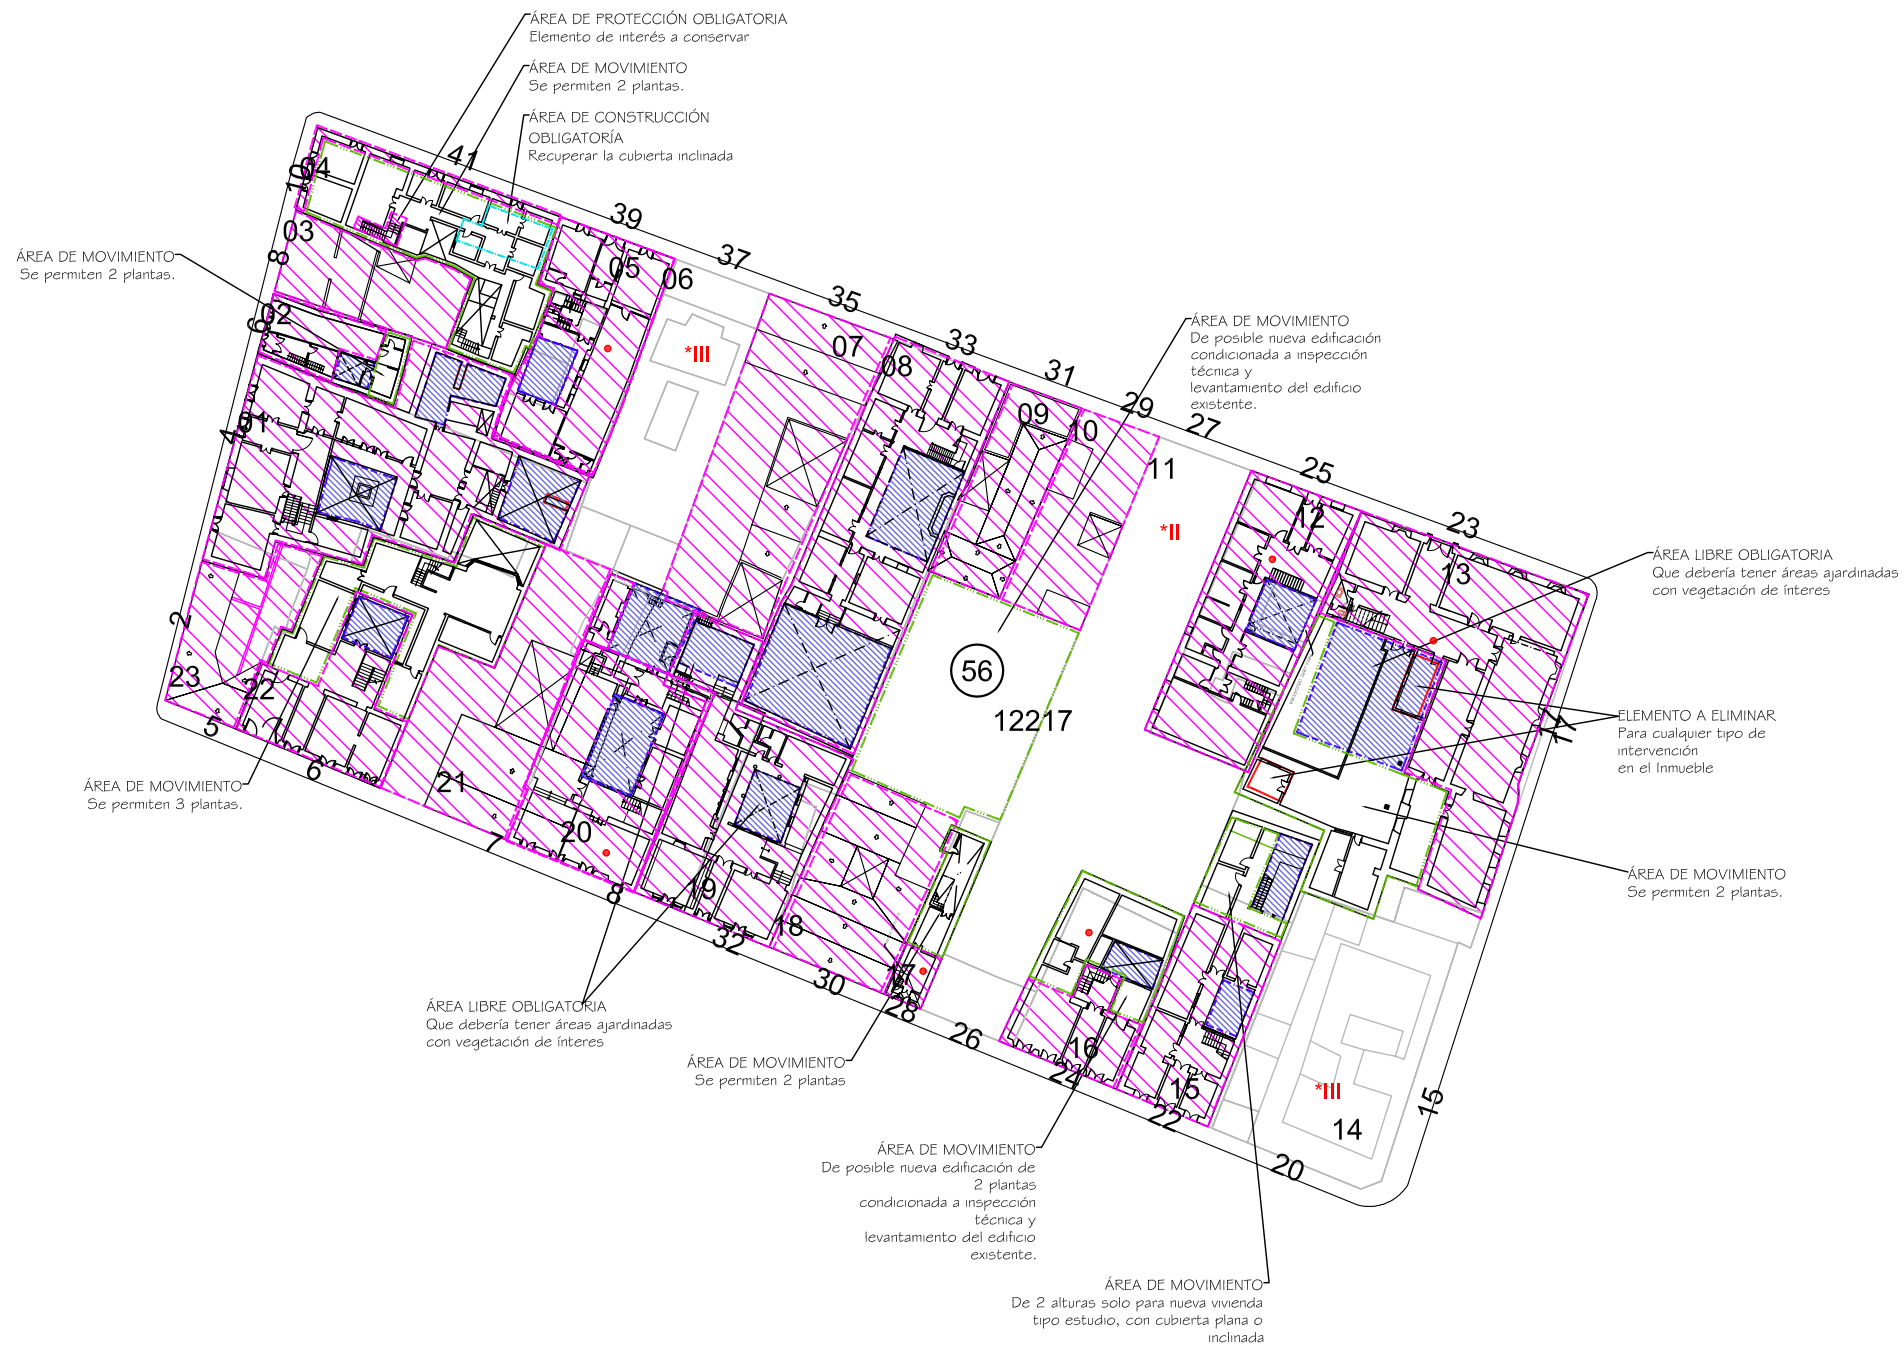 ÁREA DE PROTECCIÓN OBLIGATORIA
Elemento de interés a conservar
ÁREA DE MOVIMIENTO
Se permiten 2 plantas.
ÁREA DE CONSTRUCCIÓN
OBLIGATORÍA
Recuperar la cubierta inclinada
ÁREA DE MOVIMIENTO
Se permiten 2 plantas.
ÁREA DE MOVIMIENTO
De posible nueva edificación
condicionada a inspección
técnica y
levantamiento del edificio
existente.
ÁREA LIBRE OBLIGATORIA
Que debería tener áreas ajardinadas
con vegetación de ínteres
ELEMENTO A ELIMINAR
Para cualquier tipo de
intervención
en el Inmueble
ÁREA DE MOVIMIENTO
Se permiten 3 plantas.
ÁREA DE MOVIMIENTO
Se permiten 2 plantas.
ÁREA LIBRE OBLIGATORIA
Que debería tener áreas ajardinadas
con vegetación de ínteres
ÁREA DE MOVIMIENTO
Se permiten 2 plantas
ÁREA DE MOVIMIENTO
De posible nueva edificación de
2 plantas
condicionada a inspección
técnica y
levantamiento del edificio
existente.
ÁREA DE MOVIMIENTO
De 2 alturas solo para nueva vivienda
tipo estudio, con cubierta plana o
inclinada
41
39
37
35
33
31
29
27
25
23
17
15
20
22
24
26
28
30
32
8
7
6
5
2
6
8
10
04
03
02
01
05
06
07
08
09
10
11
12
13
14
15
16
17
18
19
20
21
22
23
*III
*II
*III
56
12217